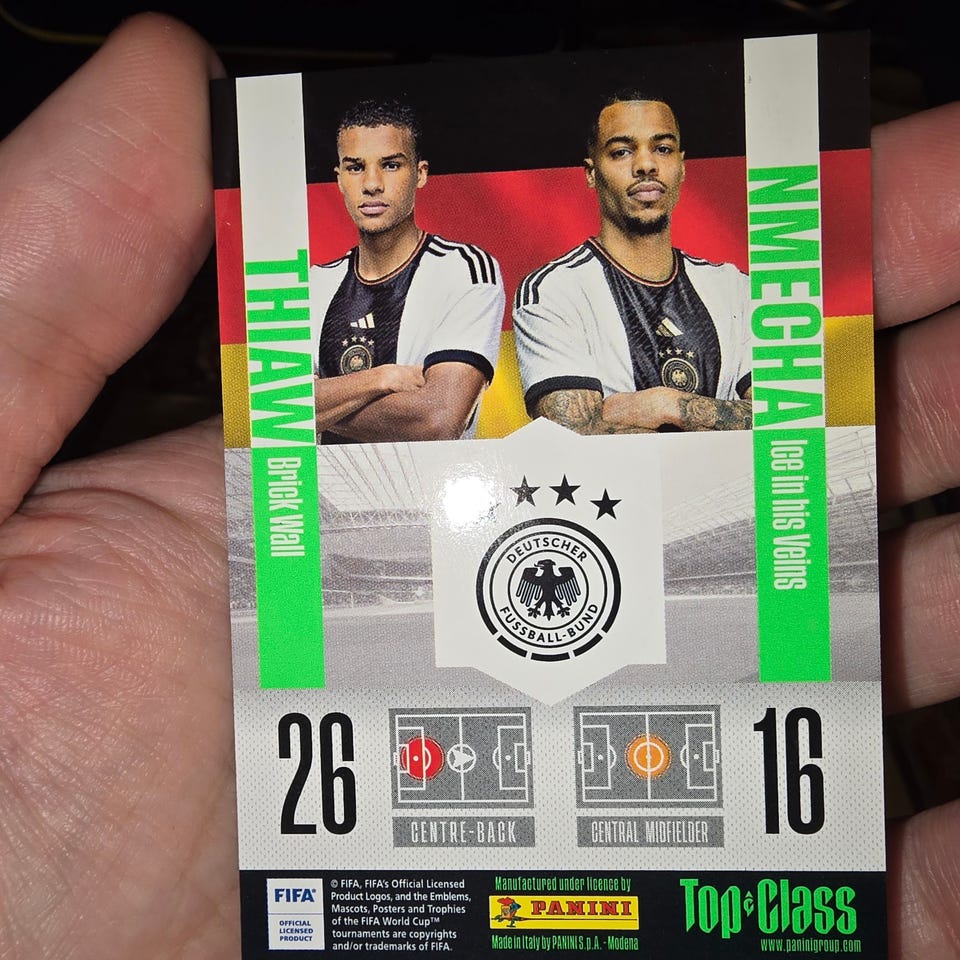 THIAW Brick Wall
NMECHA Ice in his Veins
DEUTSCHER
FUSSBALL-BUND
26
CENTRE-BACK
CENTRAL MIDFIELDER
16
FIFA®
OFFICIAL
LICENSED
PRODUCT
© FIFA, FIFA's Official Licensed
Product Logos, and the Emblems,
Mascots, Posters and Trophies
of the FIFA World Cup™
tournaments are copyrights
and/or trademarks of FIFA.
Manufactured under licence by
PANINI
Made in Italy by PANINI S.p.A. - Modena
Top Class
www.paninigroup.com